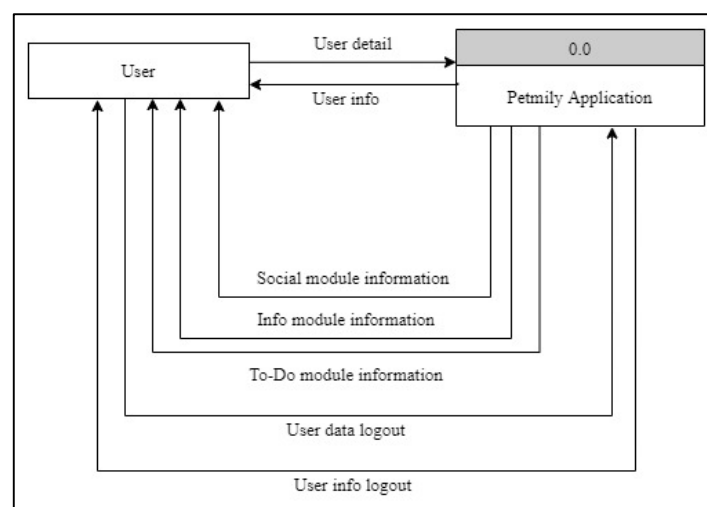 User detail
0.0
User
User info
Petmily Application
Social module information
Info module information
To-Do module information
User data logout
User info logout